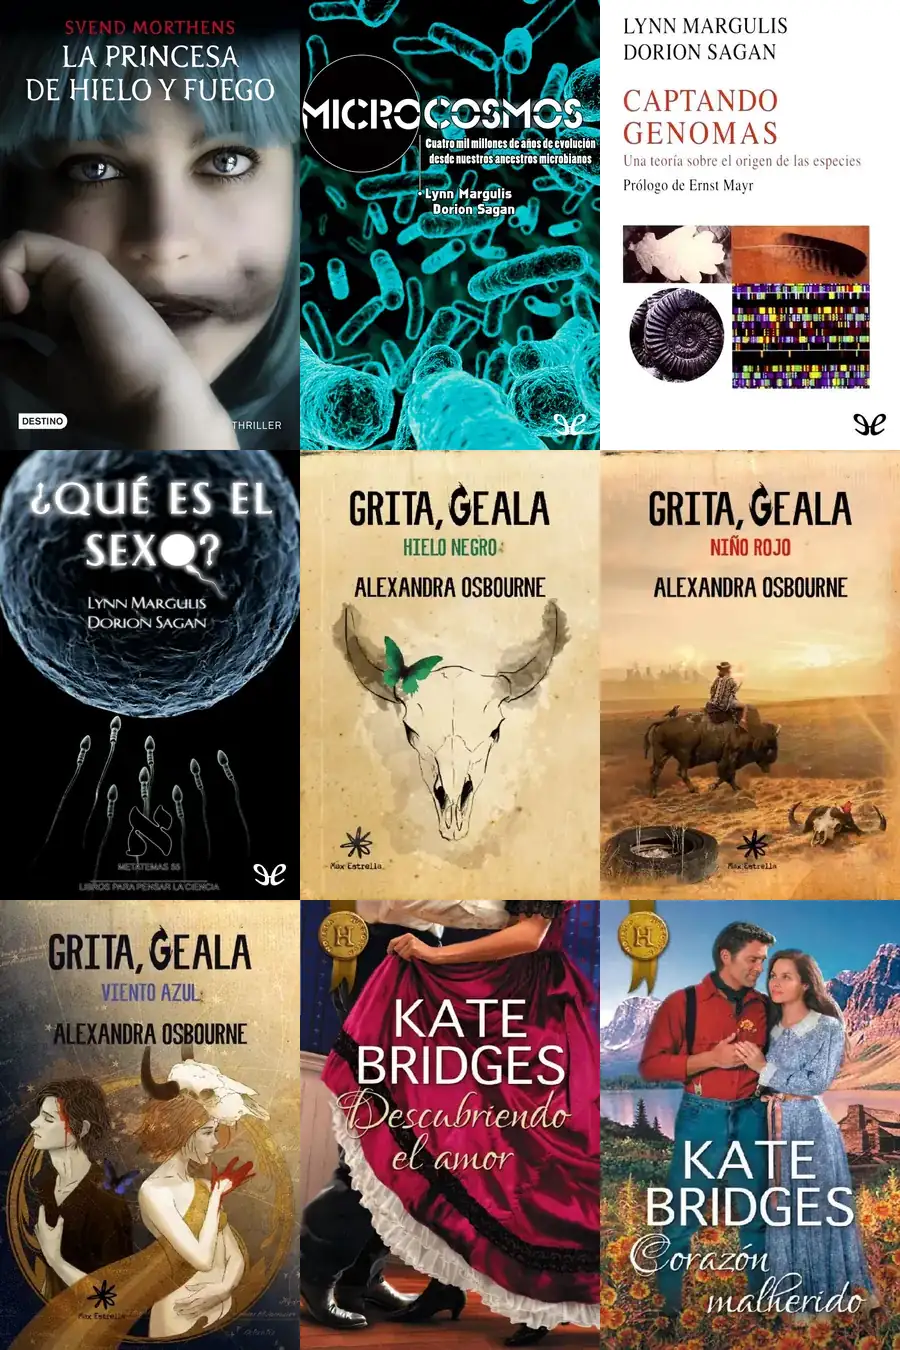 SVEND MORTHENS
LA PRINCESA
DE HIELO Y FUEGO
DESTINO
THRILLER
MICROCOSMOS
Cuatro mil millones de años de evolución
desde nuestros ancestros microbianos
Lynn Margulis
Dorion Sagan
LYNN MARGULIS
DORION SAGAN
CAPTANDO
GENOMAS
Una teoría sobre el origen de las especies
Prólogo de Ernst Mayr
¿QUÉ ES EL
SEXO?
LYNN MARGULIS
DORION SAGAN
METATEMAS 55
LIBROS PARA PENSAR LA CIENCIA
GRITA, GEALA
HIELO NEGRO
ALEXANDRA OSBOURNE
Max Estrella
GRITA, GEALA
NIÑO ROJO
ALEXANDRA OSBOURNE
Max Estrella
GRITA, GEALA
VIENTO AZUL
ALEXANDRA OSBOURNE
Max Estrella
H
KATE
BRIDGES
Descubriendo
el amor
H
KATE
BRIDGES
Corazón
malherido